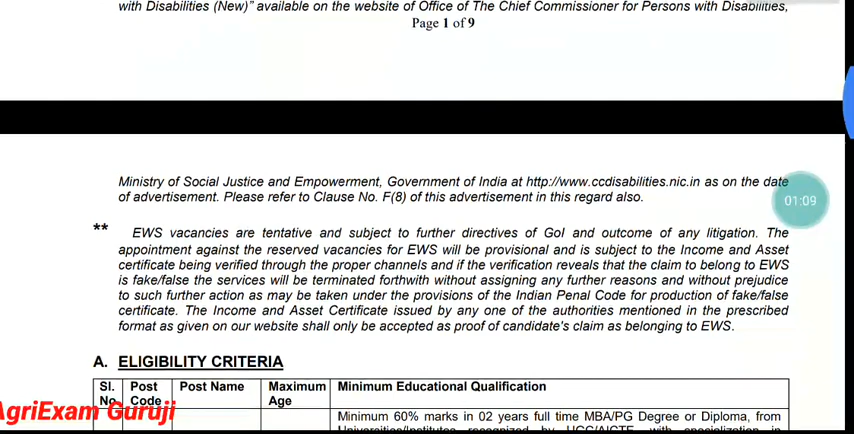 with Disabilities (New)" available on the website of Office of The Chief Commissioner for Persons with Disabilities,
Page 1 of 9
Ministry of Social Justice and Empowerment, Government of India at http://www.ccdisabilities.nic.in as on the date
of advertisement. Please refer to Clause No. F(8) of this advertisement in this regard also.
01:09
** EWS vacancies are tentative and subject to further directives of GoI and outcome of any litigation. The
appointment against the reserved vacancies for EWS will be provisional and is subject to the Income and Asset
certificate being verified through the proper channels and if the verification reveals that the claim to belong to EWS
is fake/false the services will be terminated forthwith without assigning any further reasons and without prejudice
to such further action as may be taken under the provisions of the Indian Penal Code for production of fake/false
certificate. The Income and Asset Certificate issued by any one of the authorities mentioned in the prescribed
format as given on our website shall only be accepted as proof of candidate's claim as belonging to EWS.
A. ELIGIBILITY CRITERIA
Sl. Post Post Name Maximum Minimum Educational Qualification
No Code Age
AgriExam Guruji
Minimum 60% marks in 02 years full time MBA/PG Degree or Diploma, from
Universities/Institutes recognized by UGC/AICTE with specialization in